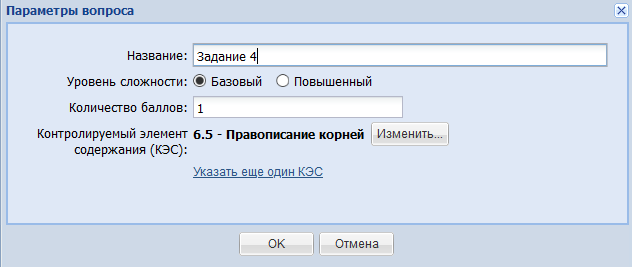 Параметры вопроса
Название: Задание 4
Уровень сложности: Базовый Повышенный
Количество баллов: 1
Контролируемый элемент содержания (КЭС): 6.5 - Правописание корней Изменить...
Указать еще один КЭС
OK Отмена